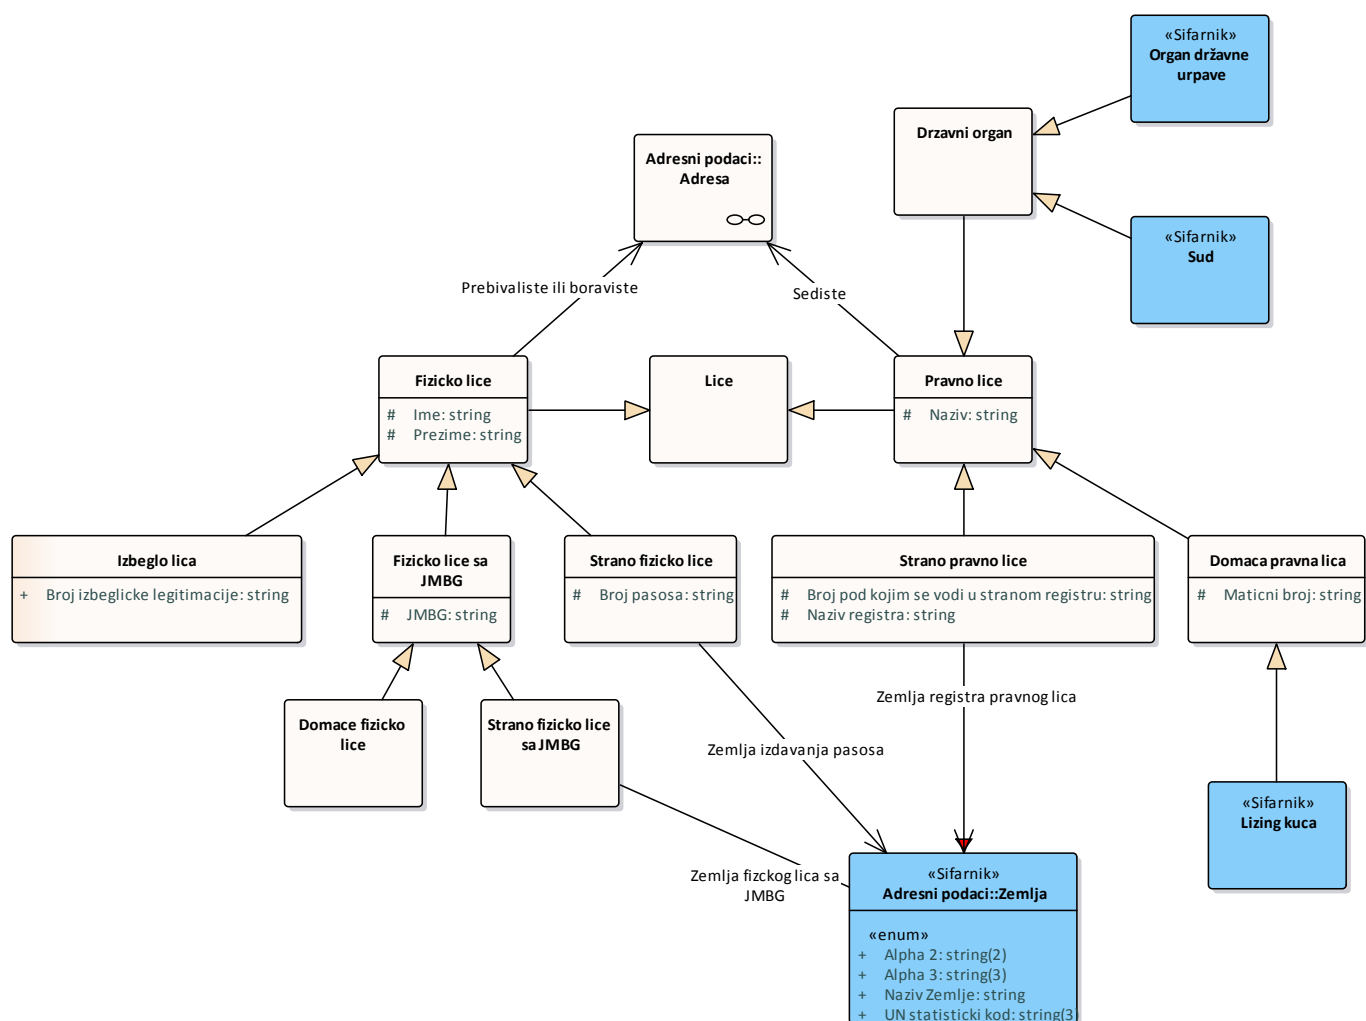 «Sifarnik»
Organ državne
urpave
Drzavni organ
Adresni podaci::
Adresa
«Sifarnik»
Sud
Prebivaliste ili boraviste
Sediste
Fizicko lice
# Ime: string
# Prezime: string
Lice
Pravno lice
# Naziv: string
Izbeglo lica
+ Broj izbeglicke legitimacije: string
Fizicko lice sa
JMBG
# JMBG: string
Strano fizicko lice
# Broj pasosa: string
Strano pravno lice
# Broj pod kojim se vodi u stranom registru: string
# Naziv registra: string
Domaca pravna lica
# Maticni broj: string
Zemlja registra pravnog lica
Domace fizicko
lice
Strano fizicko lice
sa JMBG
Zemlja izdavanja pasosa
«Sifarnik»
Lizing kuca
Zemlja fizckog lica sa
JMBG
«Sifarnik»
Adresni podaci::Zemlja
«enum»
+ Alpha 2: string(2)
+ Alpha 3: string(3)
+ Naziv Zemlje: string
+ UN statisticki kod: string(3